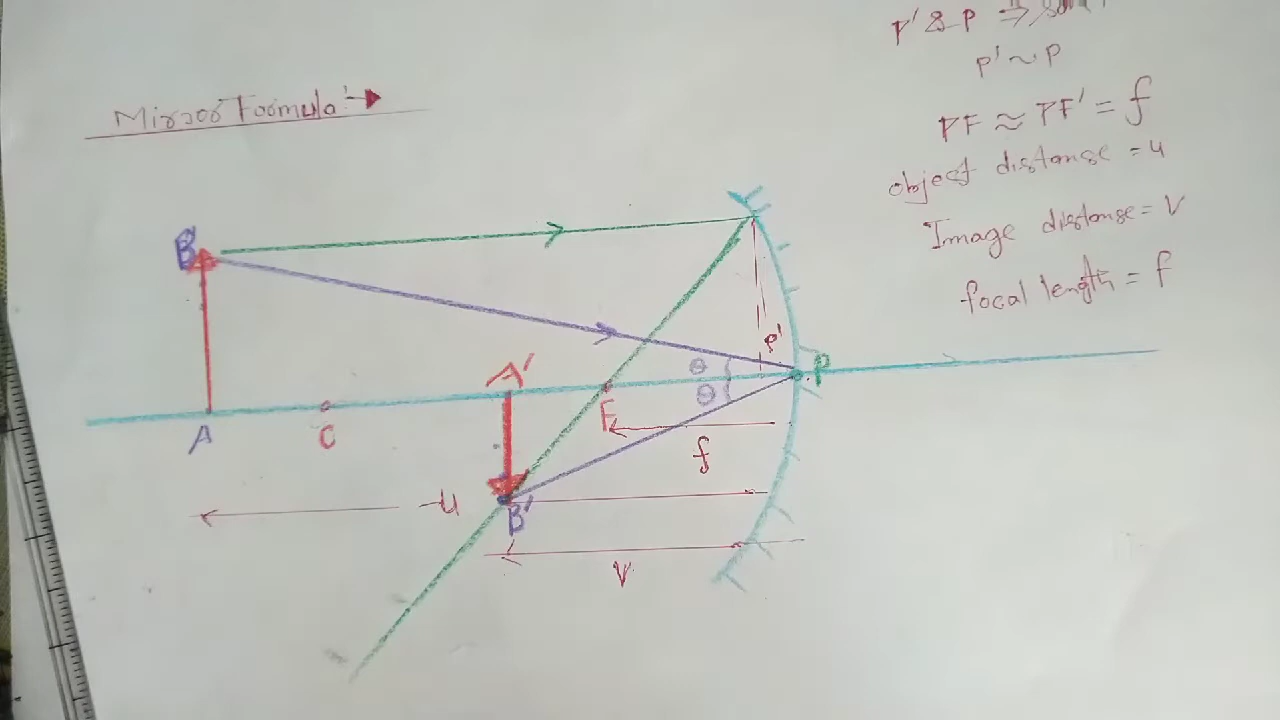 P' & P ⇒
P' ~ P
Mirror Formula :→
PF ≈ PF' = f
object distanse = u
Image distanse = V
focal length = f
B
P'
A'
θ
P
θ
F
A
C
f
-u
B'
V